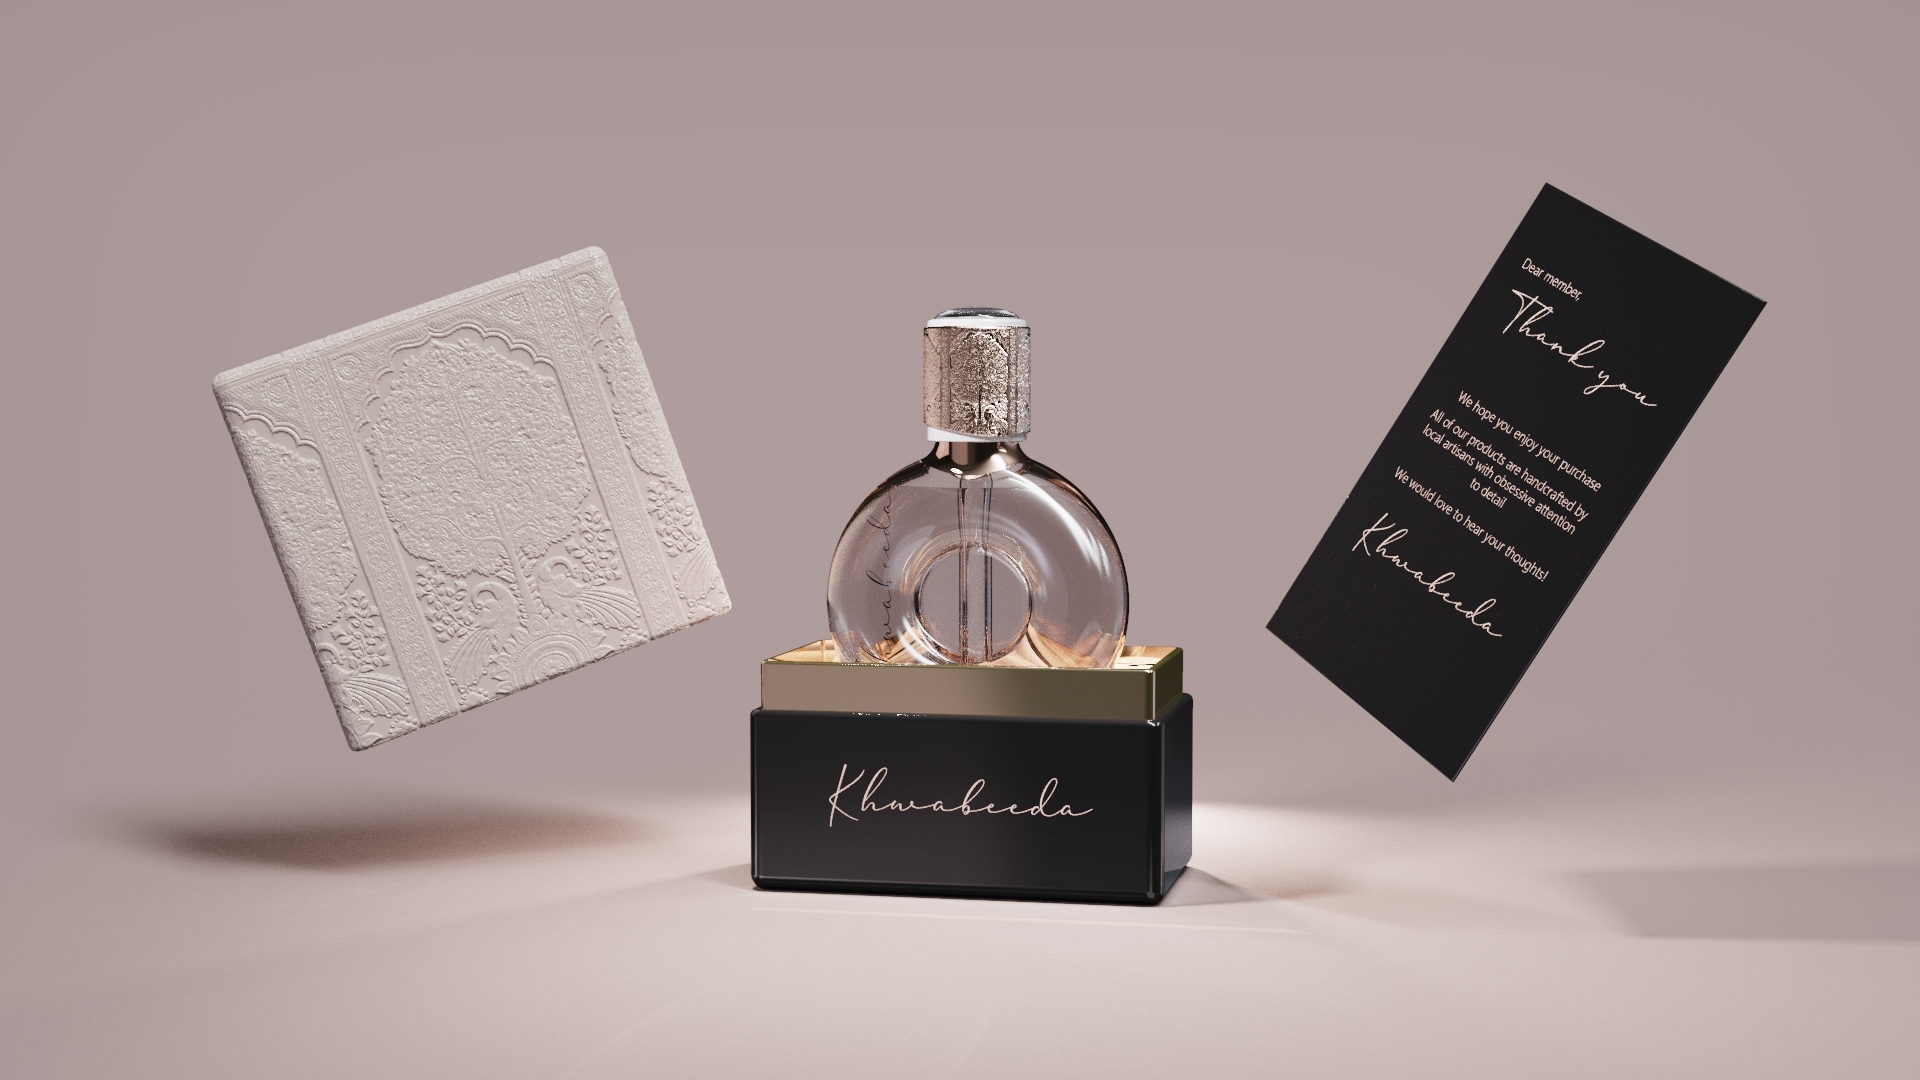 Khwabeeda
Khwabeeda
Dear member,
Thank you
We hope you enjoy your purchase
All of our products are handcrafted by
local artisans with obsessive attention
to detail
We would love to hear your thoughts!
Khwabeeda